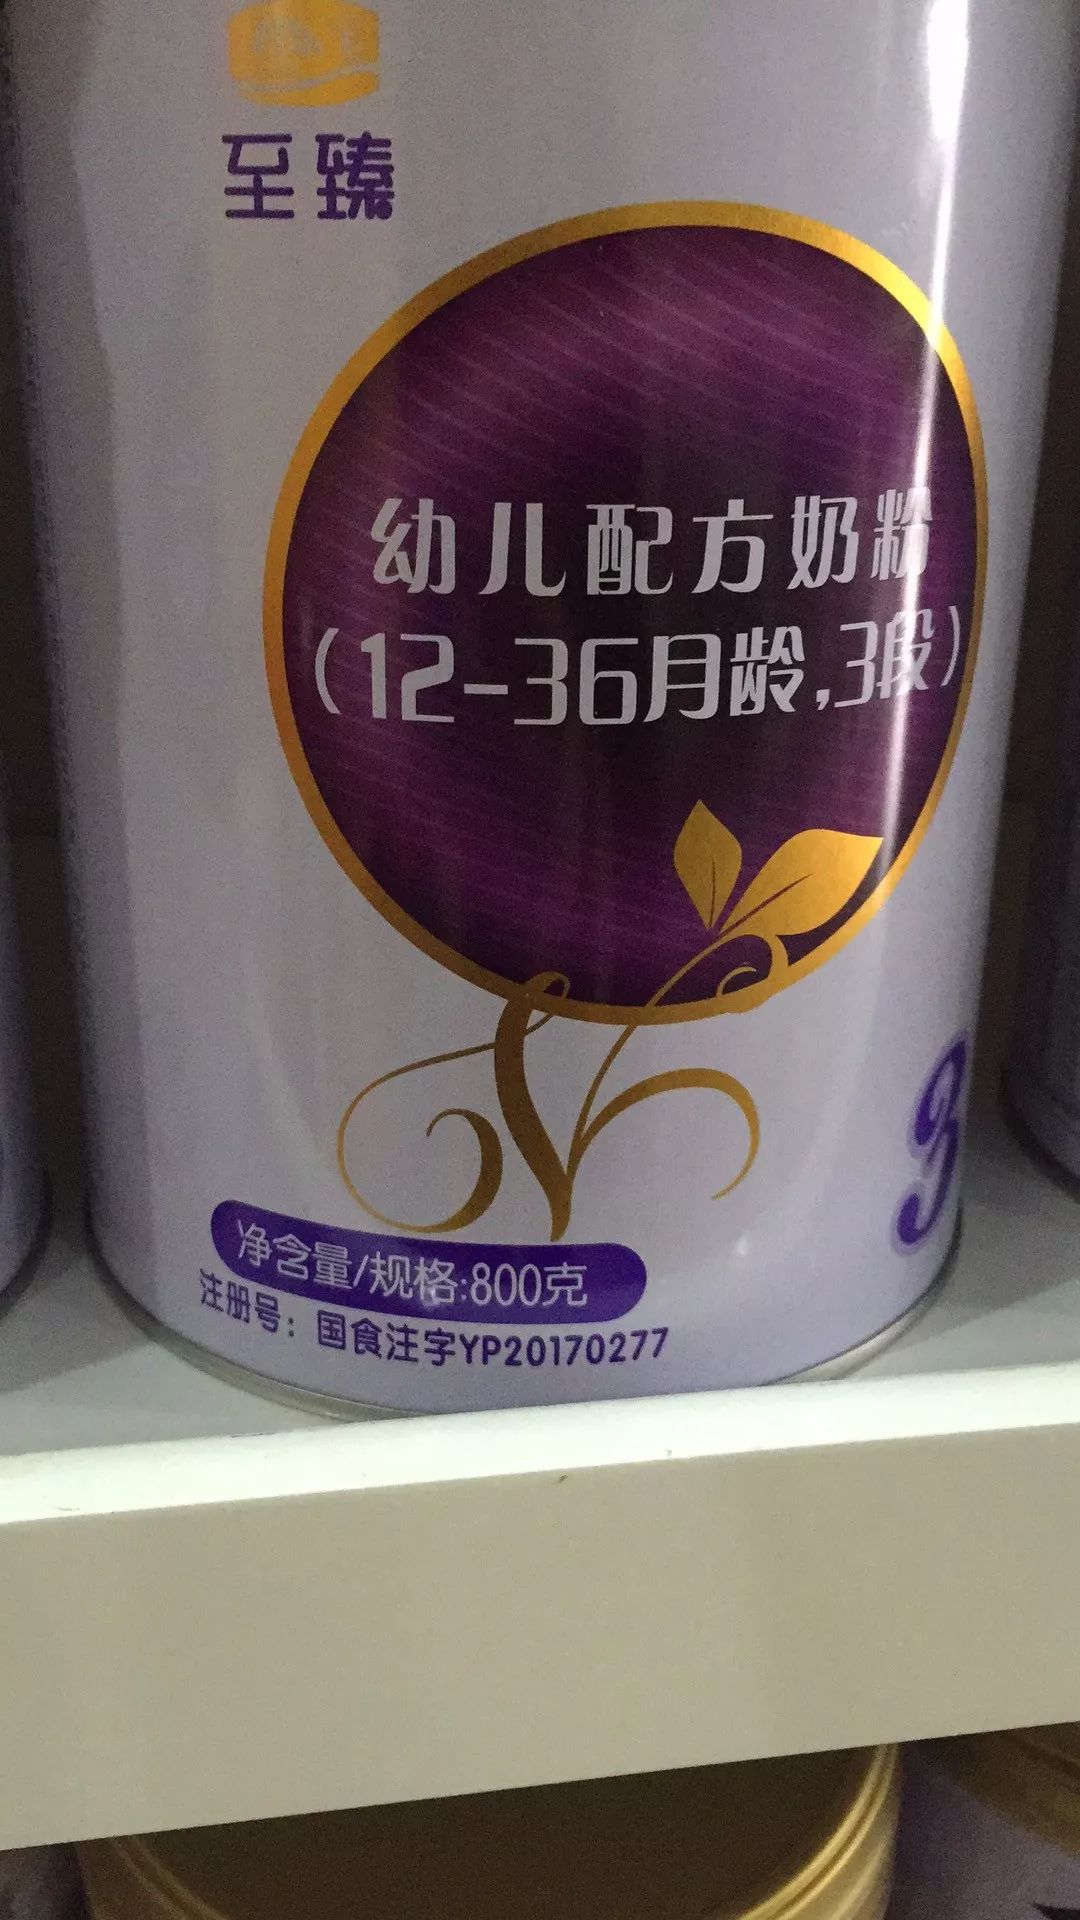 至臻
幼儿配方奶粉
(12-36月龄,3段)
3
净含量/规格:800克
注册号：国食注字YP20170277